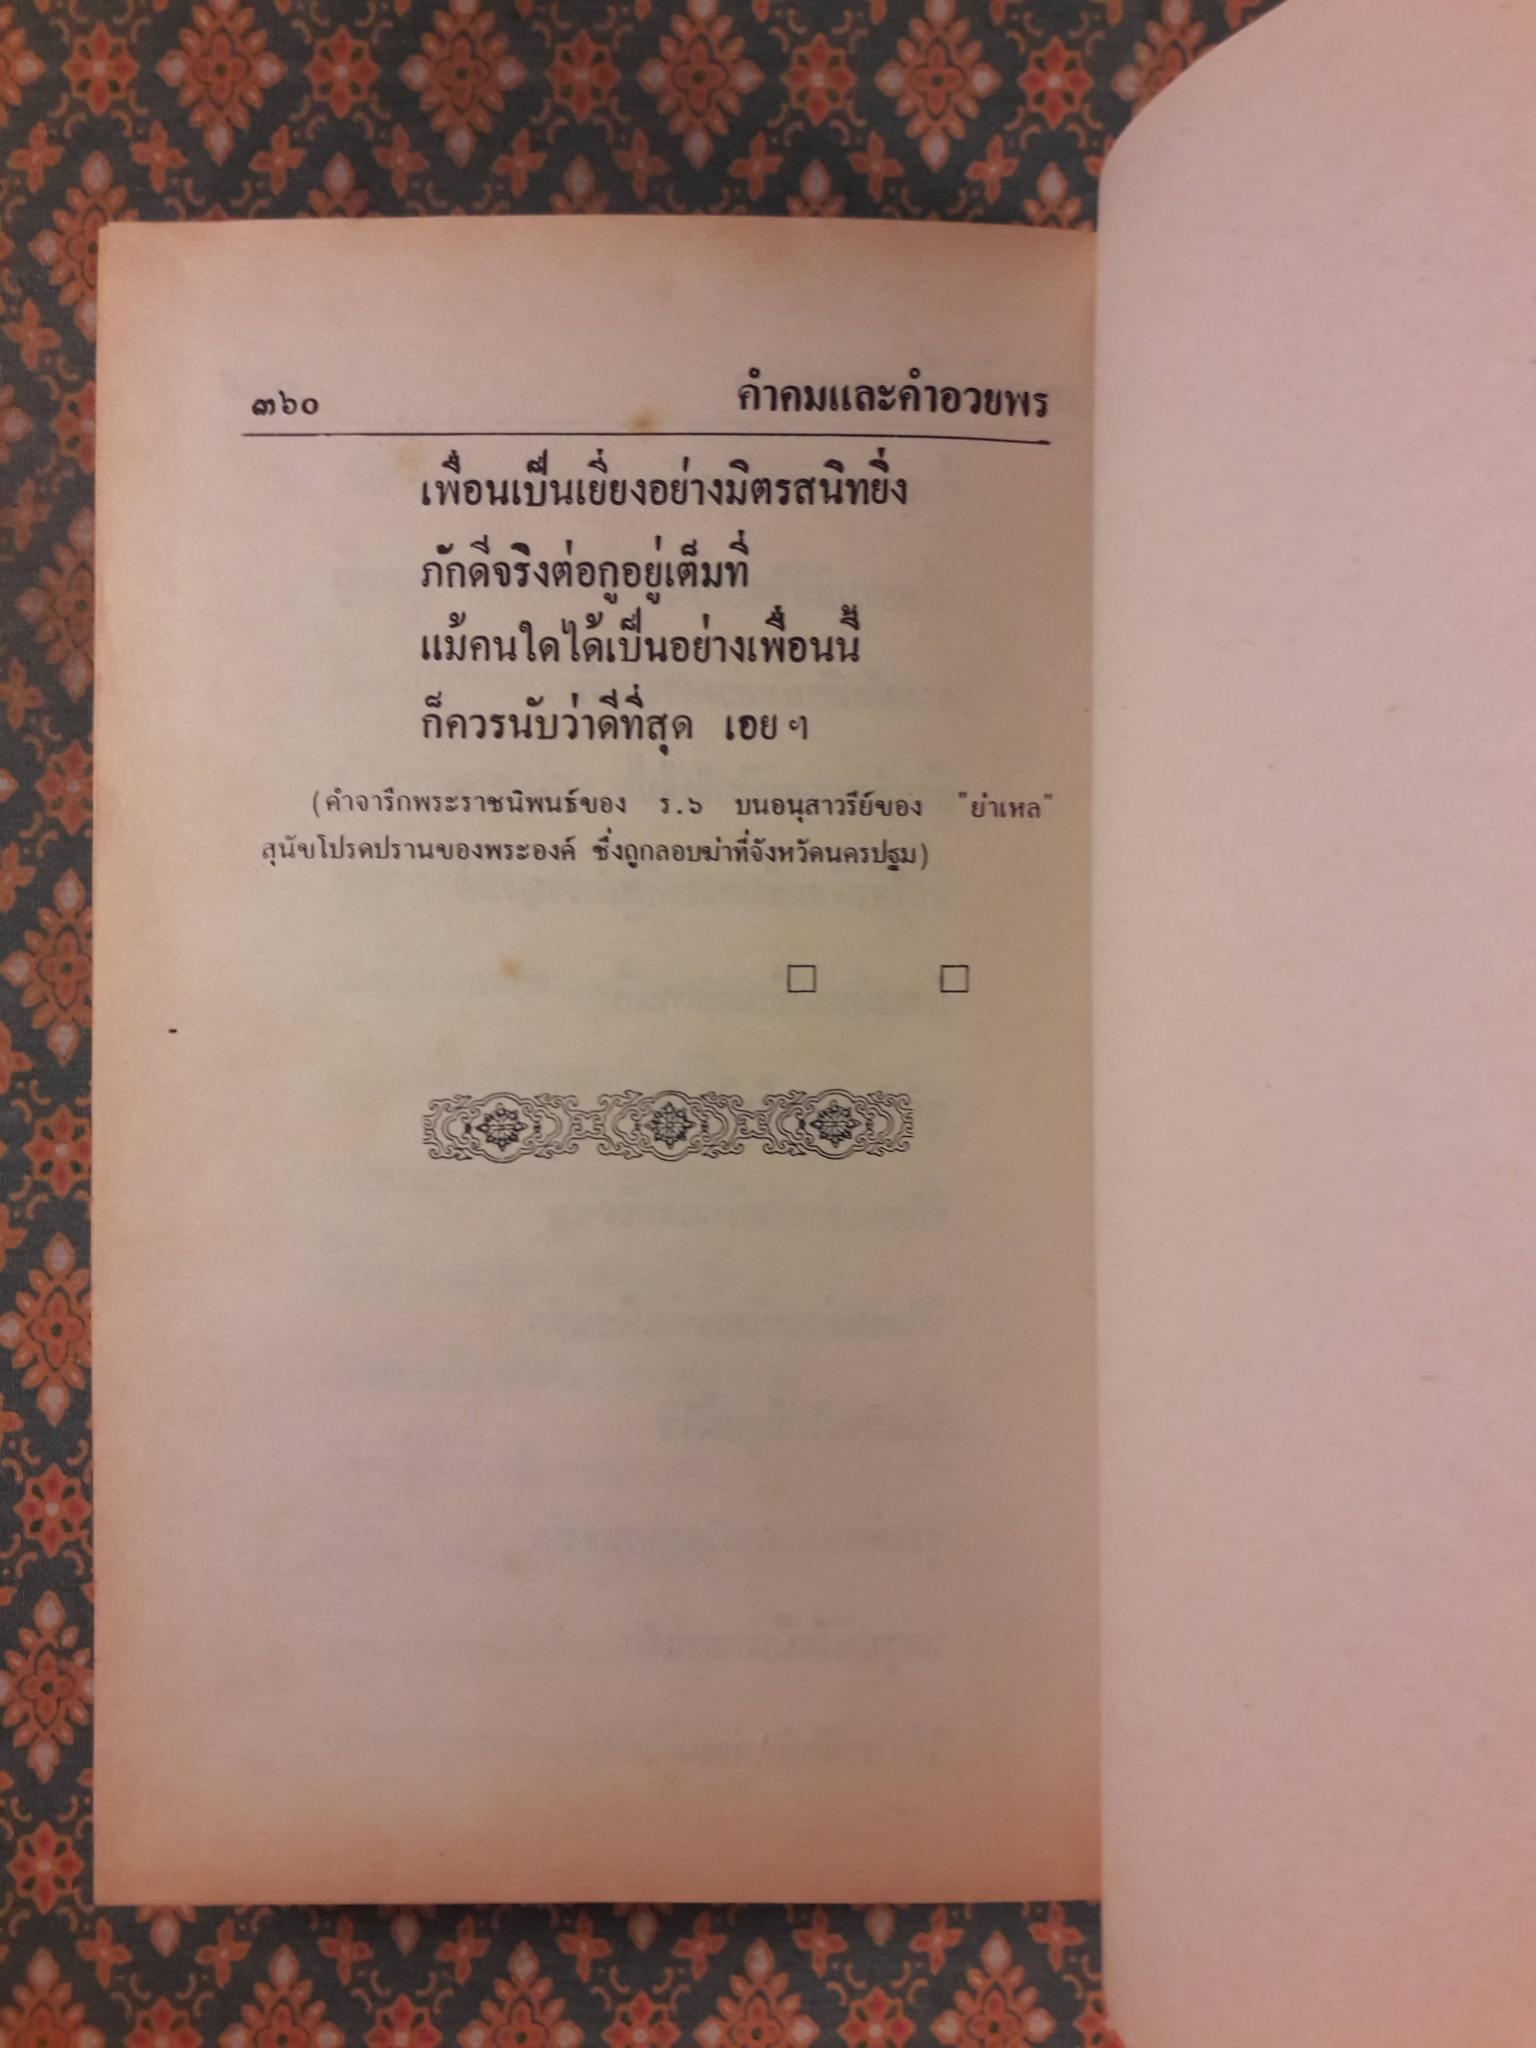 ๓๖๐ คำคมและคำอวยพร
เพื่อนเป็นเยี่ยงอย่างมิตรสนิทยิ่ง
ภักดีจริงต่อกูอยู่เต็มที่
แม้คนใดได้เป็นอย่างเพื่อนนี้
ก็ควรนับว่าดีที่สุด เอย ฯ
(คำจารึกพระราชนิพนธ์ของ ร.๖ บนอนุสาวรีย์ของ "ย่าเหล"
สุนัขโปรดปรานของพระองค์ ซึ่งถูกลอบฆ่าที่จังหวัดนครปฐม)